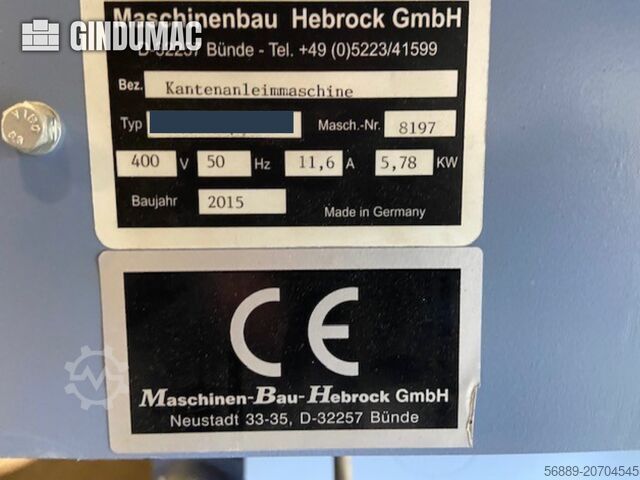 GINDUMAC
Maschinenbau Hebrock GmbH
D-32257 Bünde - Tel. +49 (0)5223/41599
Bez. Kantenanleimmaschine
Typ Masch.-Nr. 8197
400 V 50 Hz 11,6 A 5,78 KW
Baujahr 2015 Made in Germany
CE
Maschinen-Bau-Hebrock GmbH
Neustadt 33-35, D-32257 Bünde
56889-20704545